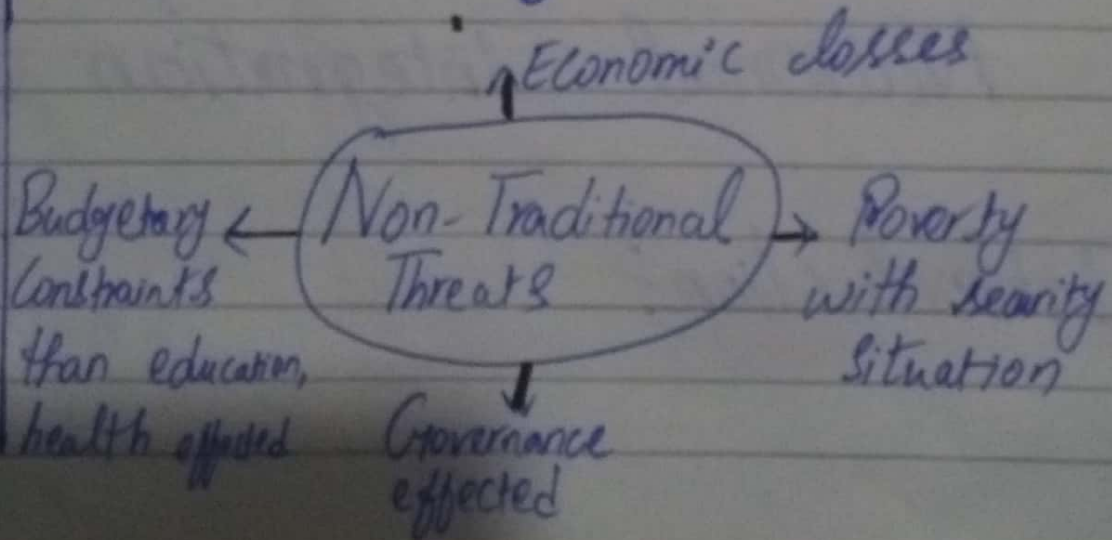 Economic losses
Non-Traditional
Threats
Budgetary
Constraints
than education,
health effected
Poverty
with security
situation
Governance
effected